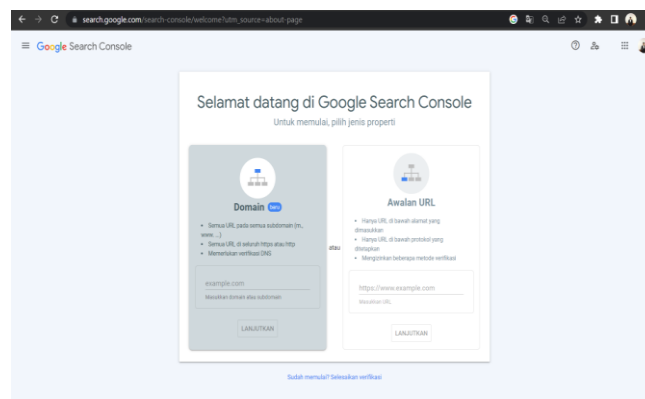 search.google.com/search-console/welcome?utm_source=about-page
Google Search Console
Selamat datang di Google Search Console
Untuk memulai, pilih jenis properti
Domain baru
• Semua URL pada semua subdomain (m.,
www. ...)
• Semua URL di seluruh https atau http
• Memerlukan verifikasi DNS
example.com
Masukkan domain atau subdomain
LANJUTKAN
atau
Awalan URL
• Hanya URL di bawah alamat yang
dimasukkan
• Hanya URL di bawah protokol yang
ditetapkan
• Mengizinkan beberapa metode verifikasi
https://www.example.com
Masukkan URL
LANJUTKAN
Sudah memulai? Selesaikan verifikasi